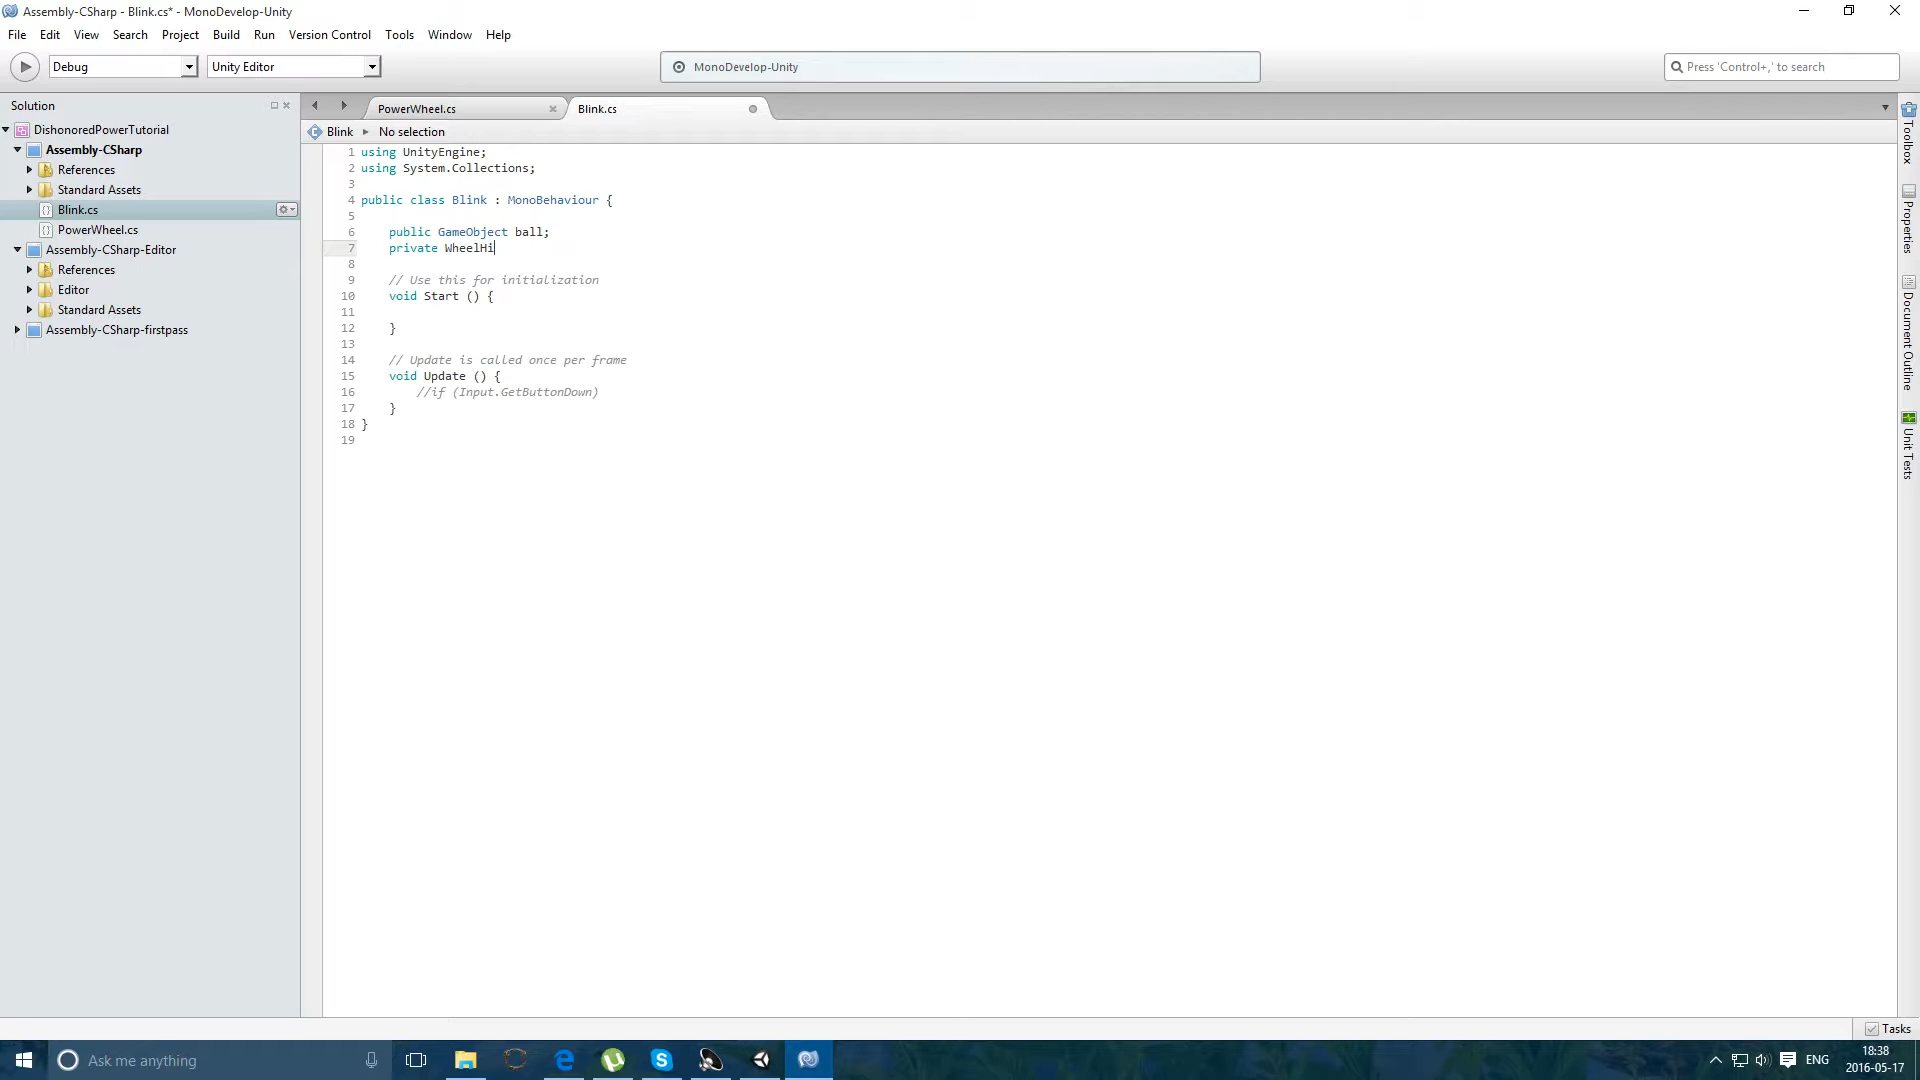 Assembly-CSharp - Blink.cs* - MonoDevelop-Unity
File Edit View Search Project Build Run Version Control Tools Window Help
Debug Unity Editor MonoDevelop-Unity Press 'Control+,' to search
Solution
DishonoredPowerTutorial
Assembly-CSharp
References
Standard Assets
Blink.cs
PowerWheel.cs
Assembly-CSharp-Editor
References
Editor
Standard Assets
Assembly-CSharp-firstpass
PowerWheel.cs Blink.cs
Blink No selection
1 using UnityEngine;
2 using System.Collections;
3
4 public class Blink : MonoBehaviour {
5
6 public GameObject ball;
7 private WheelHi
8
9 // Use this for initialization
10 void Start () {
11
12 }
13
14 // Update is called once per frame
15 void Update () {
16 //if (Input.GetButtonDown)
17 }
18 }
19
Toolbox
Properties
Document Outline
Unit Tests
Tasks
Ask me anything
ENG
18:38
2016-05-17